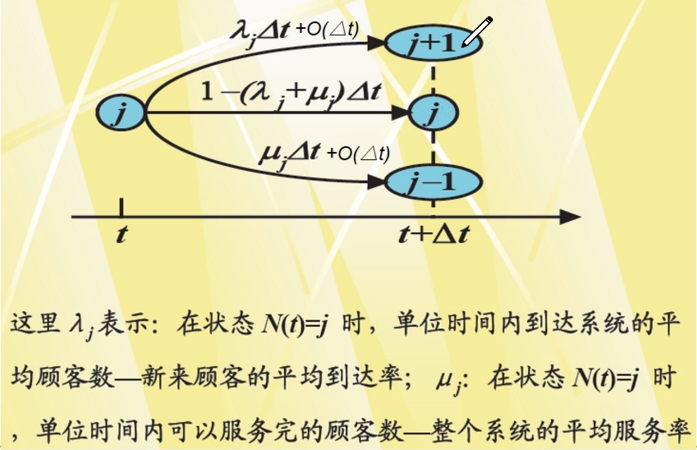 λjΔt +O(△t)
j+1
1-(λj+μj)Δt
j
j
μjΔt +O(△t)
j-1
t
t+Δt
这里 λj表示：在状态 N(t)=j 时，单位时间内到达系统的平
均顾客数—新来顾客的平均到达率；μj：在状态 N(t)=j 时
，单位时间内可以服务完的顾客数—整个系统的平均服务率